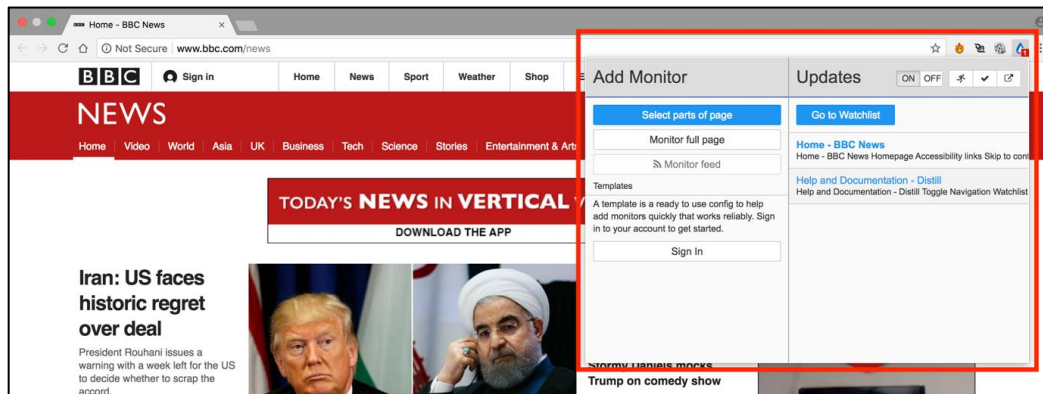 Home - BBC News
Not Secure www.bbc.com/news
BBC Sign in Home News Sport Weather Shop
NEWS
Home Video World Asia UK Business Tech Science Stories Entertainment & Arts
TODAY'S NEWS IN VERTICAL
DOWNLOAD THE APP
Iran: US faces
historic regret
over deal
President Rouhani issues a
warning with a week left for the US
to decide whether to scrap the
accord.
Stormy Daniels mocks
Trump on comedy show
Add Monitor
Select parts of page
Monitor full page
Monitor feed
Templates
A template is a ready to use config to help
add monitors quickly that works reliably. Sign
in to your account to get started.
Sign In
Updates ON OFF
Go to Watchlist
Home - BBC News
Home - BBC News Homepage Accessibility links Skip to
Help and Documentation - Distill
Help and Documentation - Distill Toggle Navigation Watchlist
1